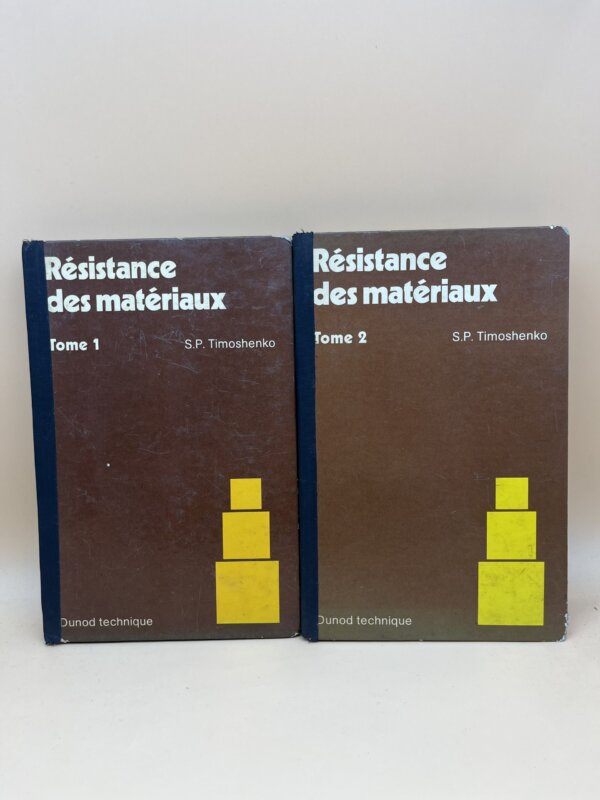 Résistance
des matériaux
Tome 1
S.P. Timoshenko
Dunod technique
Résistance
des matériaux
Tome 2
S.P. Timoshenko
Dunod technique